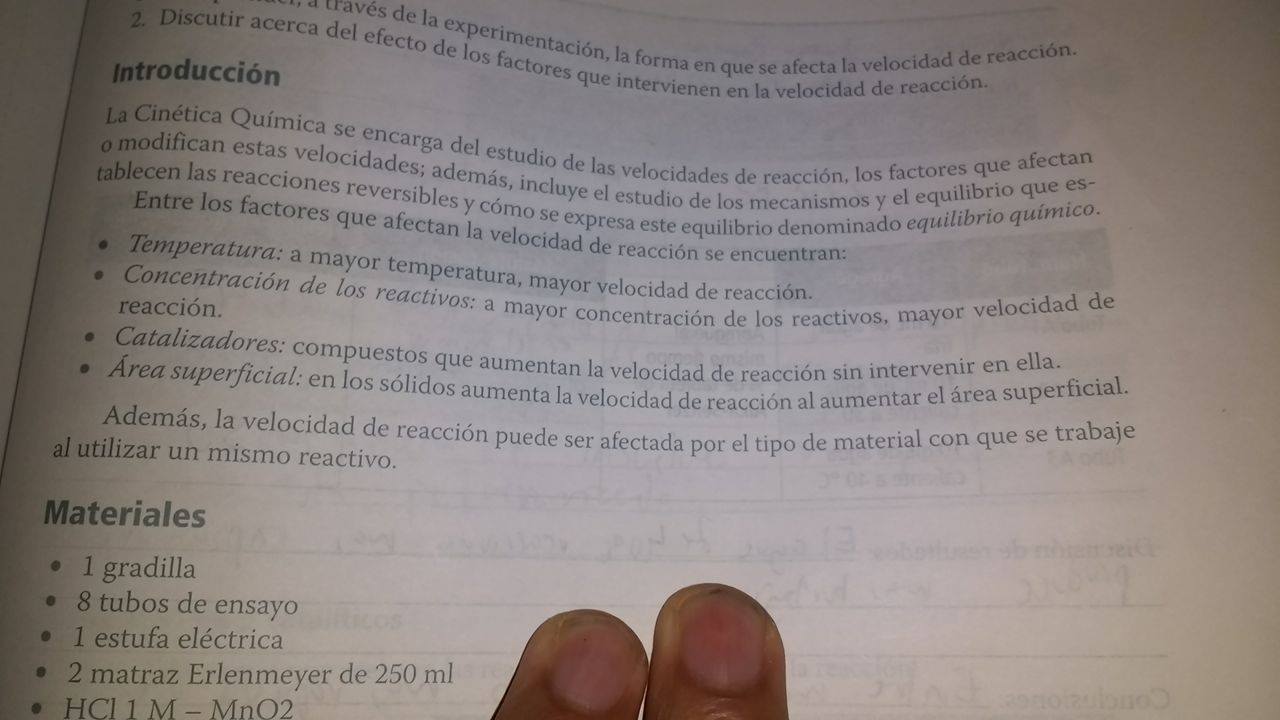 a través de la experimentación, la forma en que se afecta la velocidad de reacción.
2. Discutir acerca del efecto de los factores que intervienen en la velocidad de reacción.
Introducción
La Cinética Química se encarga del estudio de las velocidades de reacción, los factores que afectan
o modifican estas velocidades; además, incluye el estudio de los mecanismos y el equilibrio que es-
tablecen las reacciones reversibles y cómo se expresa este equilibrio denominado equilibrio químico.
Entre los factores que afectan la velocidad de reacción se encuentran:
• Temperatura: a mayor temperatura, mayor velocidad de reacción.
• Concentración de los reactivos: a mayor concentración de los reactivos, mayor velocidad de
reacción.
• Catalizadores: compuestos que aumentan la velocidad de reacción sin intervenir en ella.
• Área superficial: en los sólidos aumenta la velocidad de reacción al aumentar el área superficial.
Además, la velocidad de reacción puede ser afectada por el tipo de material con que se trabaje
al utilizar un mismo reactivo.
Materiales
• 1 gradilla
• 8 tubos de ensayo
• 1 estufa eléctrica
• 2 matraz Erlenmeyer de 250 ml
• HCl 1 M – MnO2